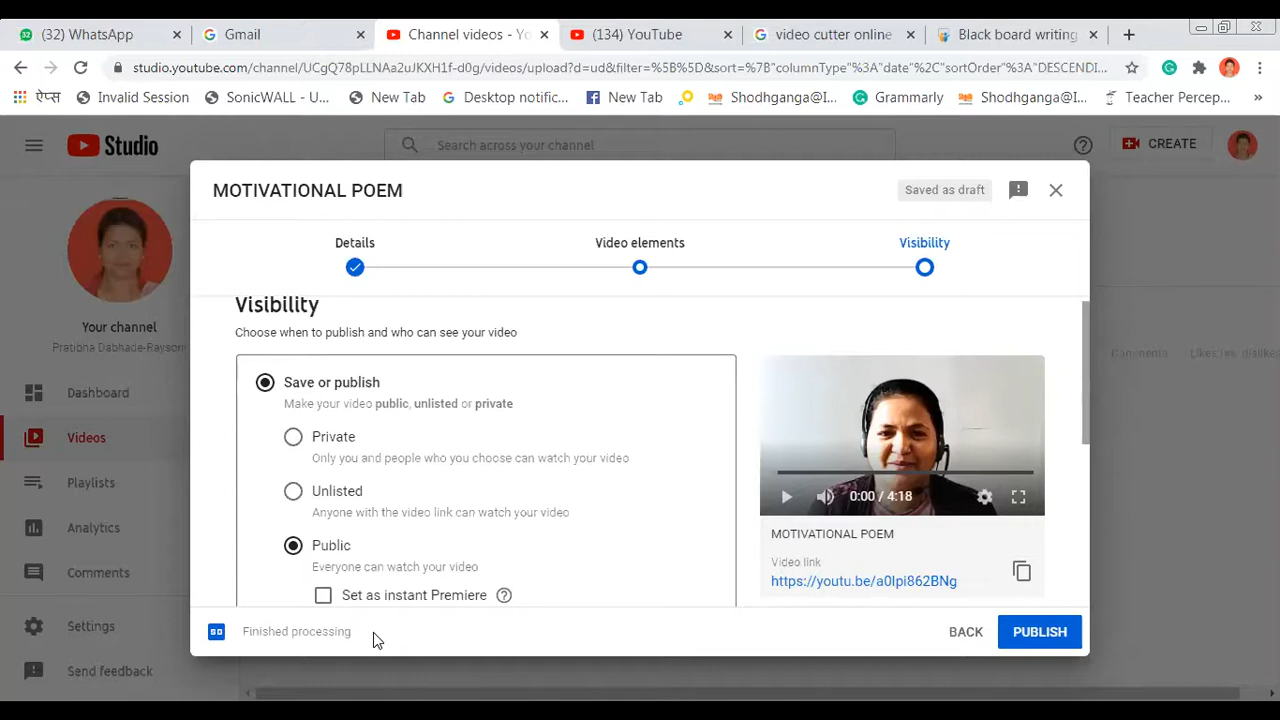 (32) WhatsApp
Gmail
Channel videos - Yo
(134) YouTube
video cutter online
Black board writing
studio.youtube.com/channel/UCgQ78pLLNAa2uJKXH1f-d0g/videos/upload?d=ud&filter=%5B%5D&sort=%7B"columnType"%3A"date"%2C"sortOrder"%3A"DESCENDI...
ऐप्स
Invalid Session
SonicWALL - U...
New Tab
Desktop notific...
New Tab
Shodhganga@I...
Grammarly
Shodhganga@I...
Teacher Percep...
Studio
Search across your channel
CREATE
MOTIVATIONAL POEM
Saved as draft
Details
Video elements
Visibility
Your channel
Pratibha Dabhade-Rayson
Dashboard
Videos
Playlists
Analytics
Comments
Settings
Send feedback
Comments
Likes (vs. dislike
Visibility
Choose when to publish and who can see your video
Save or publish
Make your video public, unlisted or private
Private
Only you and people who you choose can watch your video
Unlisted
Anyone with the video link can watch your video
Public
Everyone can watch your video
Set as instant Premiere
0:00 / 4:18
MOTIVATIONAL POEM
Video link
https://youtu.be/a0Ipi862BNg
SD
Finished processing
BACK
PUBLISH